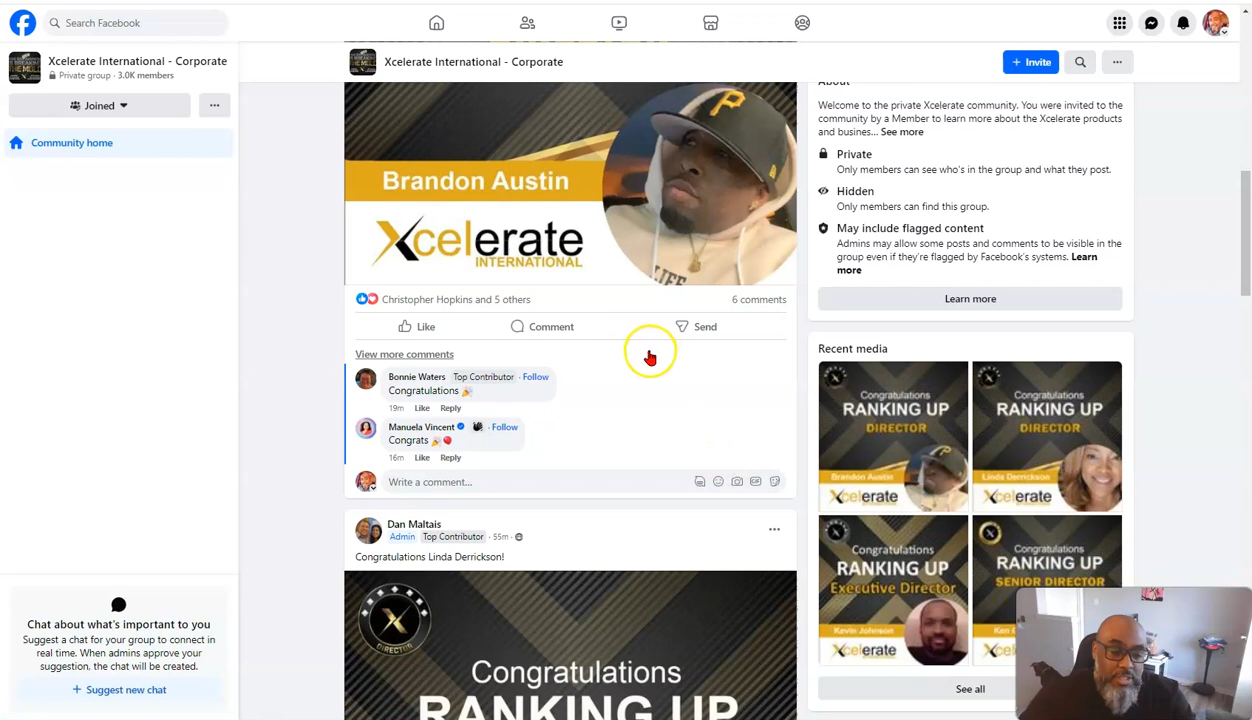 Search Facebook
Xcelerate International - Corporate
Private group · 3.0K members
Joined
Community home
Chat about what's important to you
Suggest a chat for your group to connect in
real time. When admins approve your
suggestion, the chat will be created.
+ Suggest new chat
Xcelerate International - Corporate
+ Invite
P
Brandon Austin
Xcelerate
INTERNATIONAL
LIFE
Christopher Hopkins and 5 others
6 comments
Like
Comment
Send
View more comments
Bonnie Waters Top Contributor · Follow
Congratulations 🎉
19m Like Reply
Manuela Vincent · Follow
Congrats 🎉🎈
16m Like Reply
Write a comment...
Dan Maltais
Admin Top Contributor · 55m ·
Congratulations Linda Derrickson!
X
DIRECTOR
Congratulations
RANKING UP
About
Welcome to the private Xcelerate community. You were invited to the
community by a Member to learn more about the Xcelerate products
and busines... See more
Private
Only members can see who's in the group and what they post.
Hidden
Only members can find this group.
May include flagged content
Admins may allow some posts and comments to be visible in the
group even if they're flagged by Facebook's systems. Learn
more
Learn more
Recent media
Congratulations
RANKING UP
DIRECTOR
Brandon Austin
Xcelerate
Congratulations
RANKING UP
DIRECTOR
Linda Derrickson
Xcelerate
Congratulations
RANKING UP
Executive Director
Kevin Johnson
Xcelerate
Congratulations
RANKING UP
SENIOR DIRECTOR
Ken
Xcele
See all